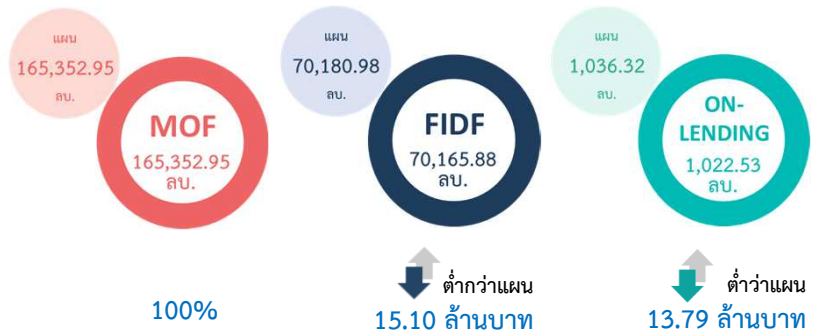 แผน
165,352.95
ลบ.
MOF
165,352.95
ลบ.
100%
แผน
70,180.98
ลบ.
FIDF
70,165.88
ลบ.
ต่ำกว่าแผน
15.10 ล้านบาท
แผน
1,036.32
ลบ.
ON-
LENDING
1,022.53
ลบ.
ต่ำว่าแผน
13.79 ล้านบาท